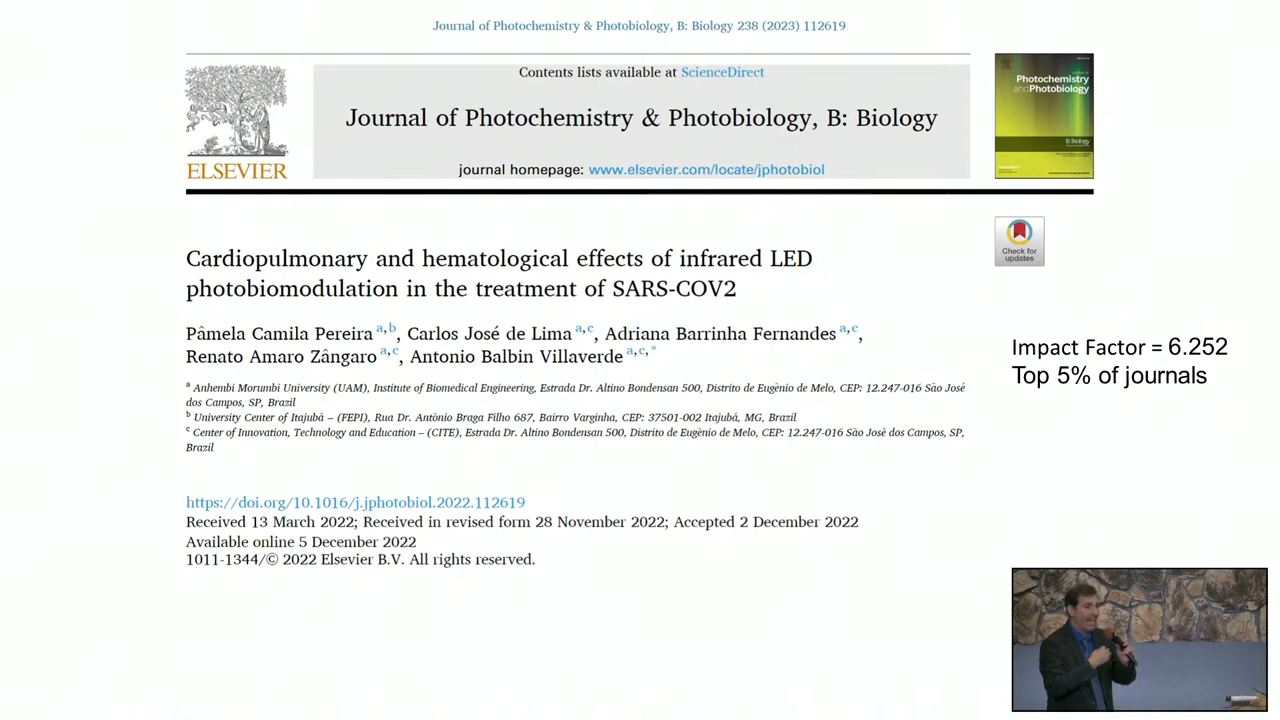 Journal of Photochemistry & Photobiology, B: Biology 238 (2023) 112619
Contents lists available at ScienceDirect
Journal of Photochemistry & Photobiology, B: Biology
journal homepage: www.elsevier.com/locate/jphotobiol
ELSEVIER
Photochemistry
and Photobiology
B: Biology
Check for
updates
Cardiopulmonary and hematological effects of infrared LED
photobiomodulation in the treatment of SARS-COV2
Pâmela Camila Pereira a,b, Carlos José de Lima a,c, Adriana Barrinha Fernandes a,c,
Renato Amaro Zângaro a,c, Antonio Balbin Villaverde a,c,*
a Anhembi Morumbi University (UAM), Institute of Biomedical Engineering, Estrada Dr. Altino Bondensan 500, Distrito de Eugênio de Melo, CEP: 12.247-016 São José
dos Campos, SP, Brazil
b University Center of Itajubá – (FEPI), Rua Dr. Antônio Braga Filho 687, Bairro Varginha, CEP: 37501-002 Itajubá, MG, Brazil
c Center of Innovation, Technology and Education – (CITE), Estrada Dr. Altino Bondensan 500, Distrito de Eugênio de Melo, CEP: 12.247-016 São José dos Campos, SP,
Brazil
Impact Factor = 6.252
Top 5% of journals
https://doi.org/10.1016/j.jphotobiol.2022.112619
Received 13 March 2022; Received in revised form 28 November 2022; Accepted 2 December 2022
Available online 5 December 2022
1011-1344/© 2022 Elsevier B.V. All rights reserved.